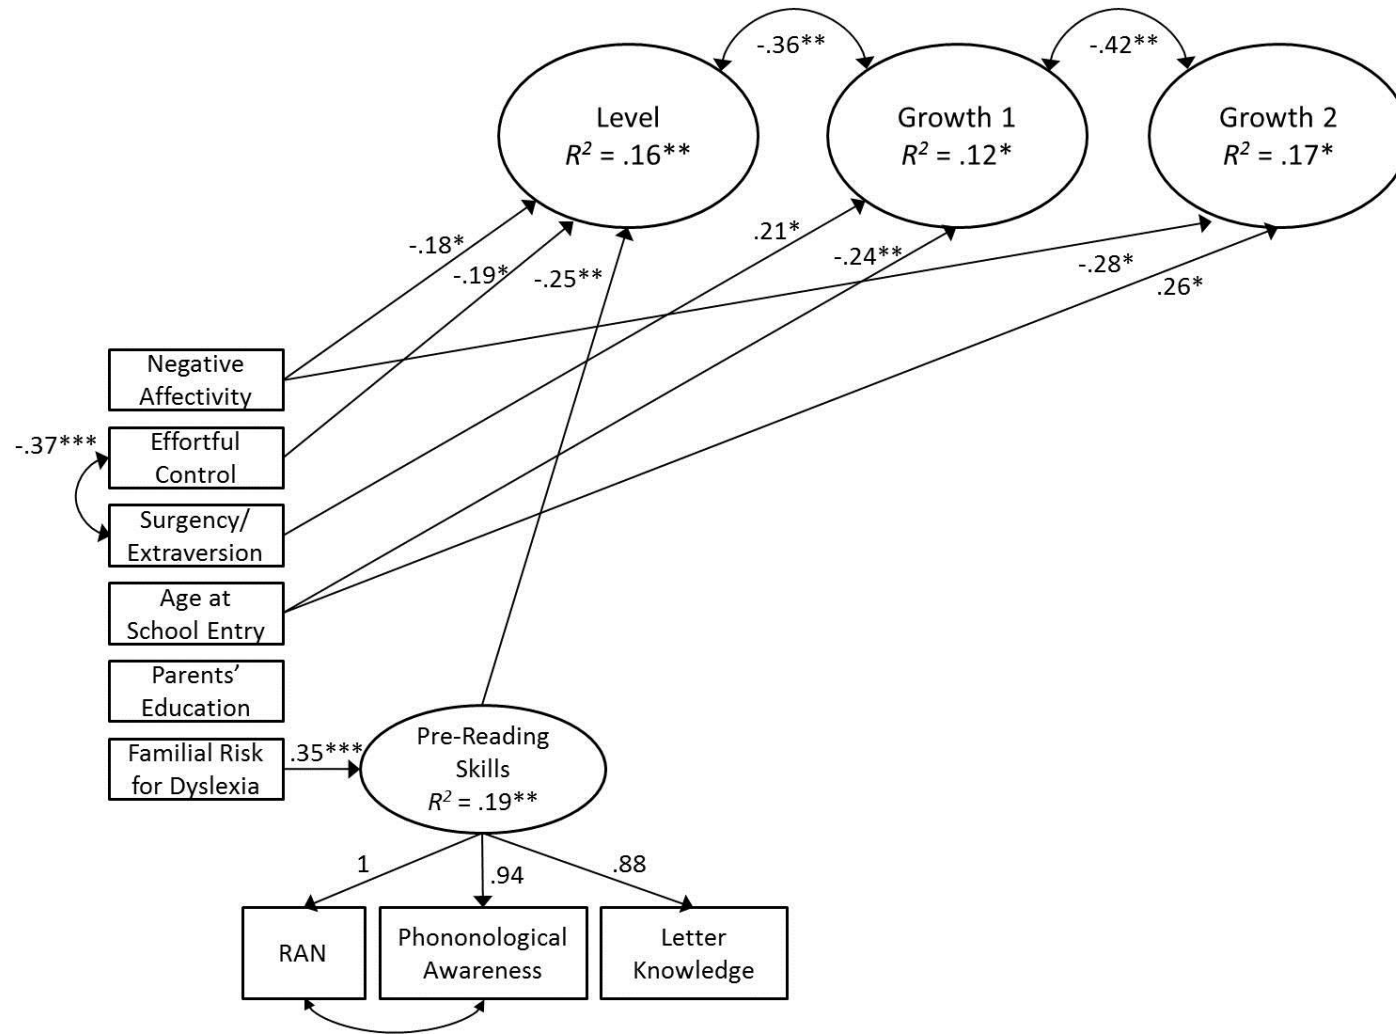 -.36**
-.42**
Level
R² = .16**
Growth 1
R² = .12*
Growth 2
R² = .17*
-.18*
-.19*
-.25**
.21*
-.24**
-.28*
.26*
Negative
Affectivity
-.37***
Effortful
Control
Surgency/
Extraversion
Age at
School Entry
Parents’
Education
Familial Risk
for Dyslexia
.35***
Pre-Reading
Skills
R² = .19**
1
.94
.88
RAN
Phononological
Awareness
Letter
Knowledge